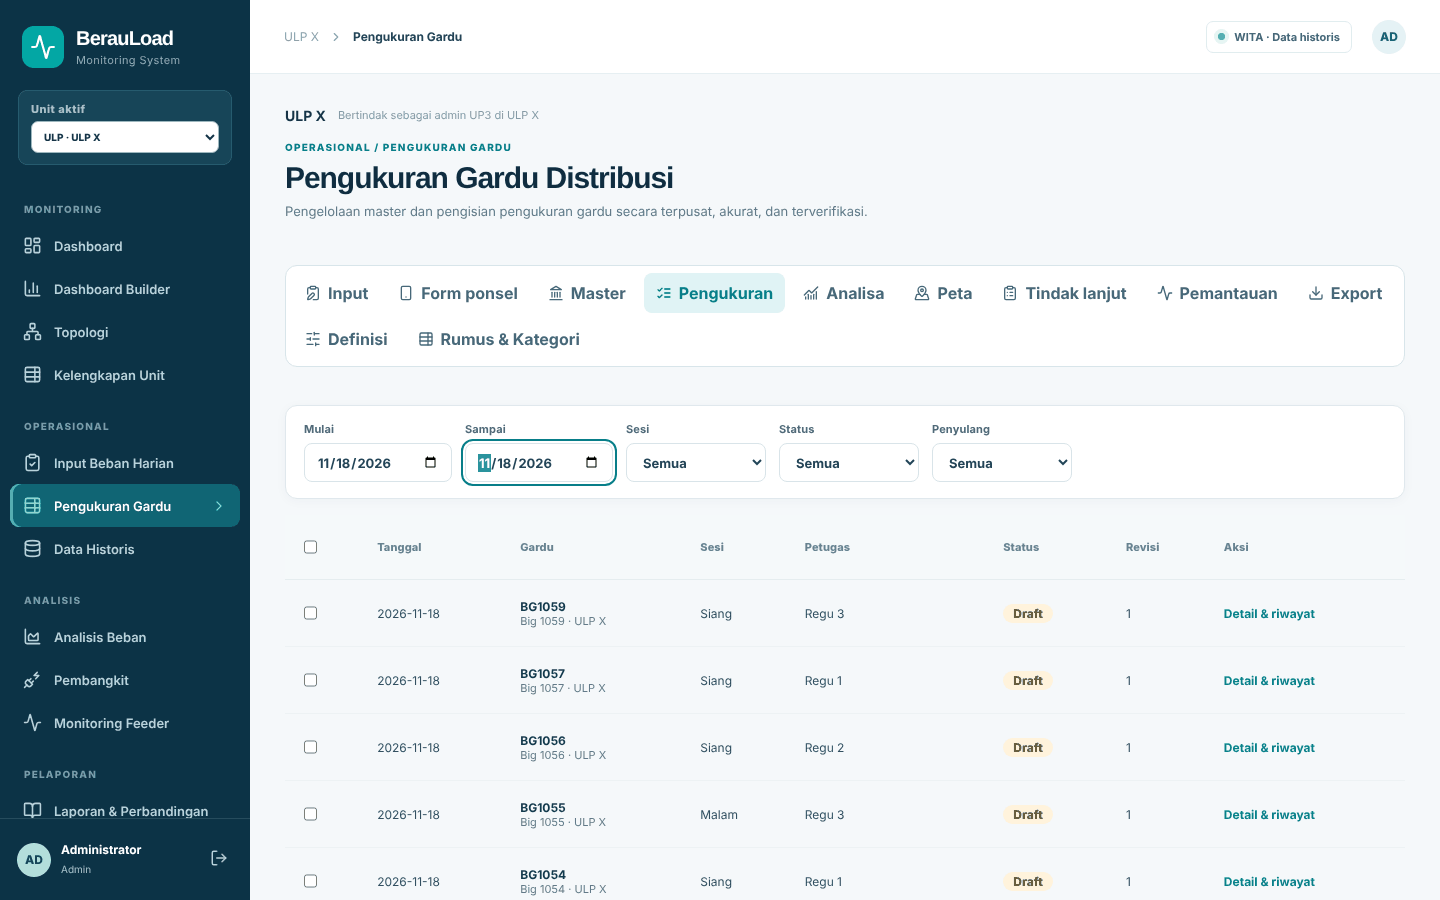 BerauLoad
Monitoring System
Unit aktif
ULP · ULP X
MONITORING
Dashboard
Dashboard Builder
Topologi
Kelengkapan Unit
OPERASIONAL
Input Beban Harian
Pengukuran Gardu
Data Historis
ANALISIS
Analisis Beban
Pembangkit
Monitoring Feeder
PELAPORAN
Laporan & Perbandingan
AD
Administrator
Admin
ULP X > Pengukuran Gardu
WITA · Data historis
AD
ULP X Bertindak sebagai admin UP3 di ULP X
OPERASIONAL / PENGUKURAN GARDU
Pengukuran Gardu Distribusi
Pengelolaan master dan pengisian pengukuran gardu secara terpusat, akurat, dan terverifikasi.
Input Form ponsel Master Pengukuran Analisa Peta Tindak lanjut Pemantauan Export
Definisi Rumus & Kategori
Mulai Sampai Sesi Status Penyulang
11/18/2026 11/18/2026 Semua Semua Semua
Tanggal Gardu Sesi Petugas Status Revisi Aksi
2026-11-18 BG1059 Siang Regu 3 Draft 1 Detail & riwayat
Big 1059 · ULP X
2026-11-18 BG1057 Siang Regu 1 Draft 1 Detail & riwayat
Big 1057 · ULP X
2026-11-18 BG1056 Siang Regu 2 Draft 1 Detail & riwayat
Big 1056 · ULP X
2026-11-18 BG1055 Malam Regu 3 Draft 1 Detail & riwayat
Big 1055 · ULP X
2026-11-18 BG1054 Siang Regu 1 Draft 1 Detail & riwayat
Big 1054 · ULP X